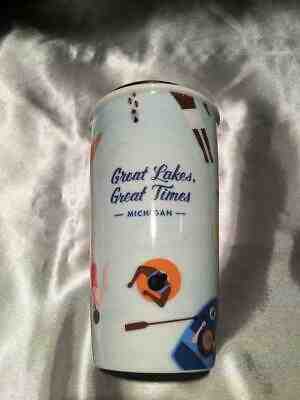 Great Lakes,
Great Times
— MICHIGAN —